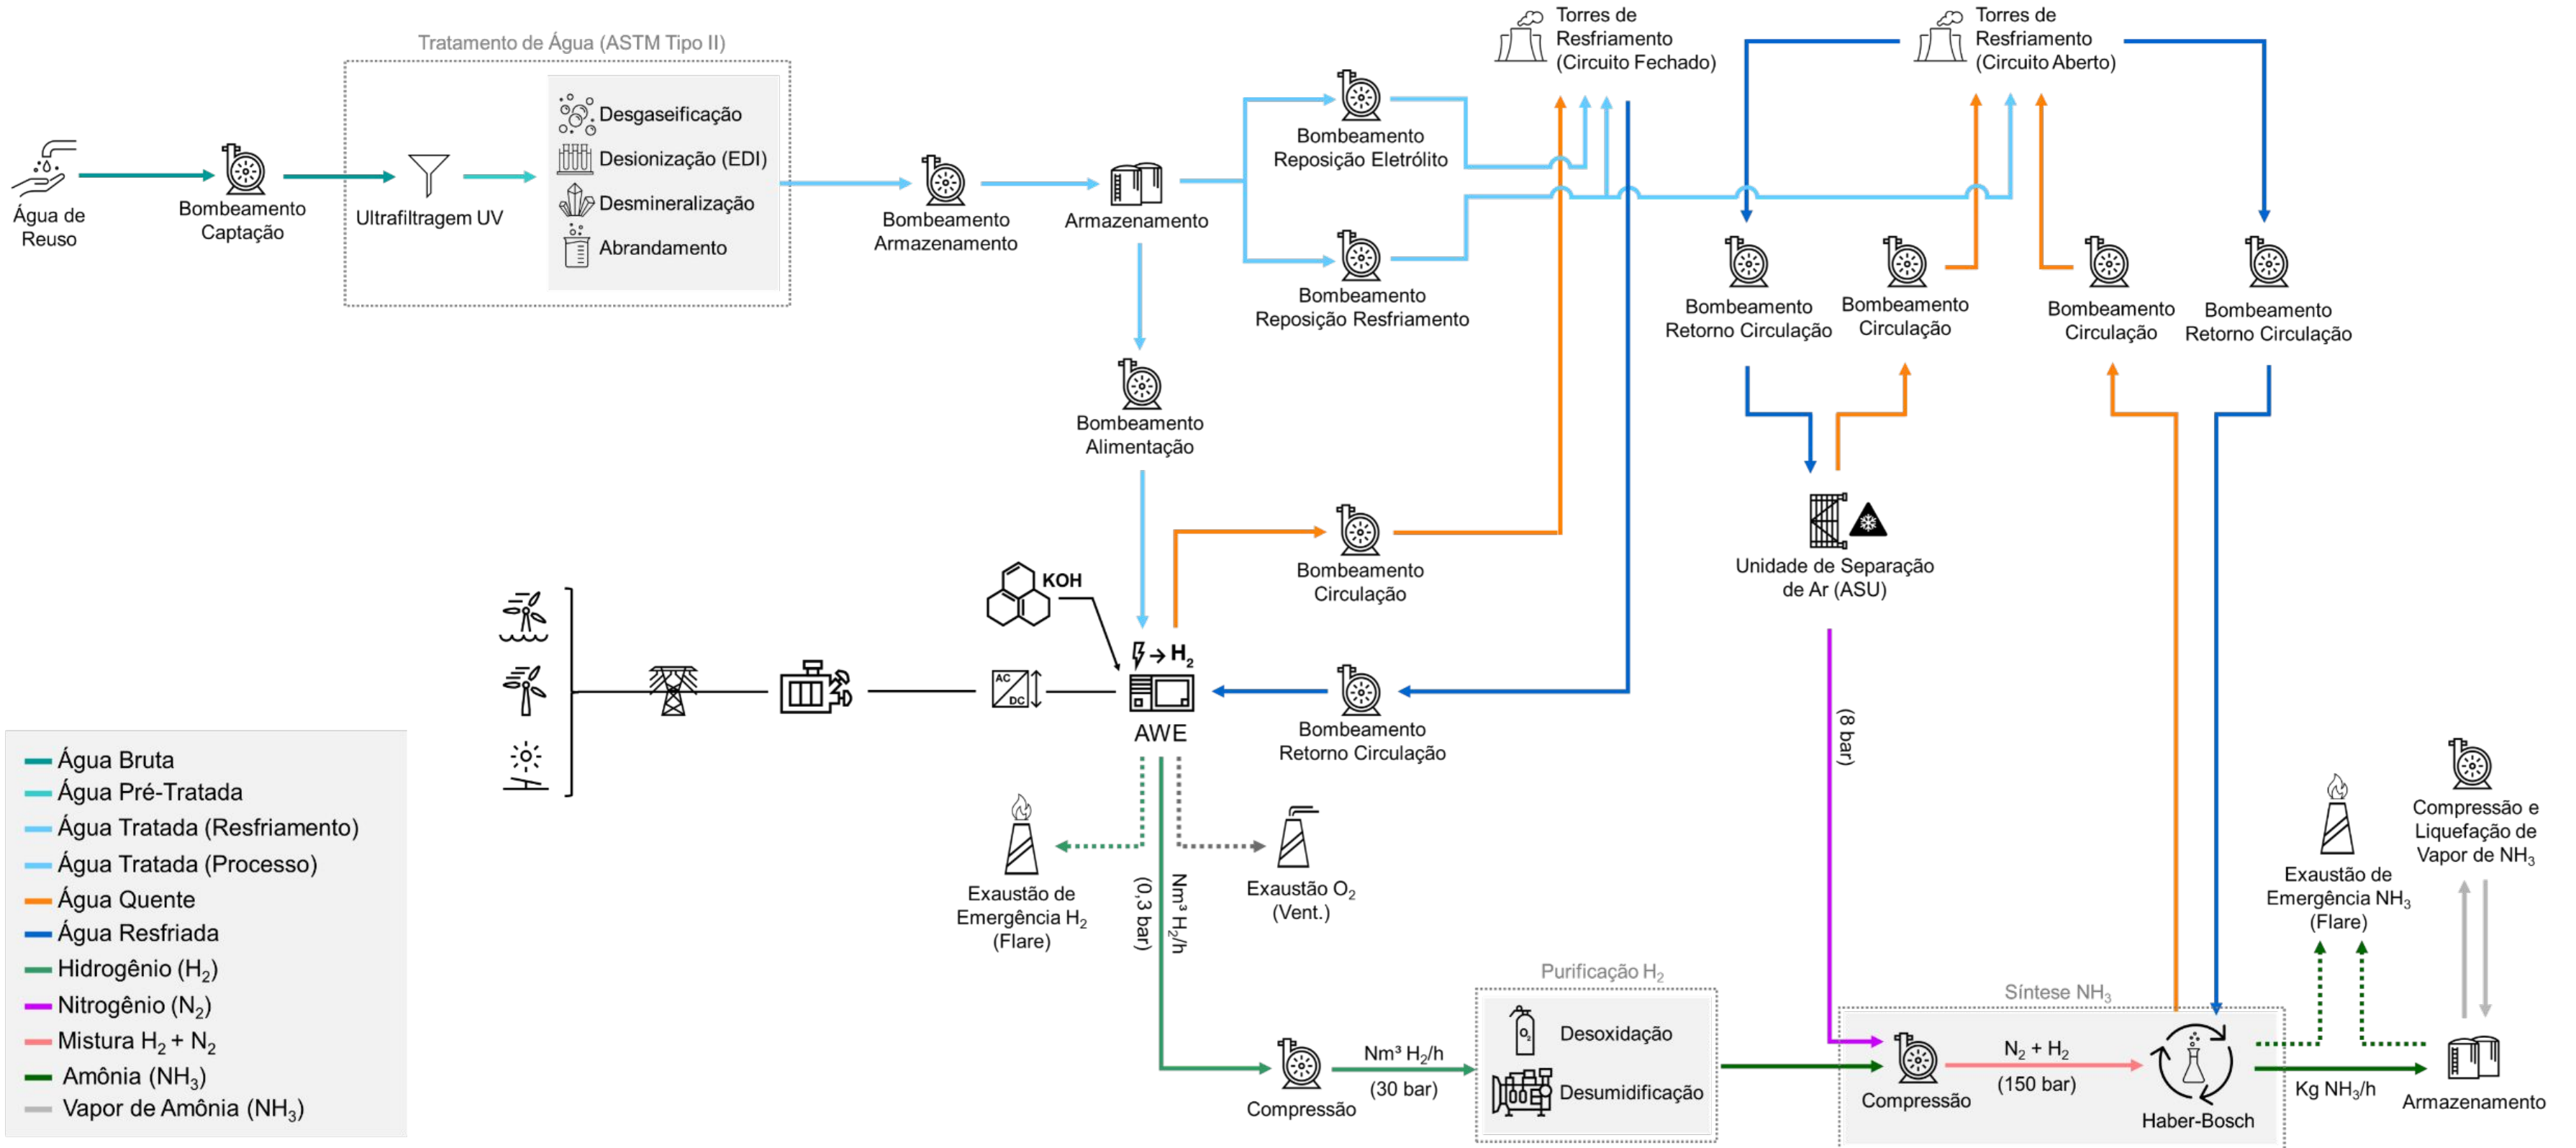 Tratamento de Água (ASTM Tipo II)
Água de
Reuso
Bombeamento
Captação
Ultrafiltragem UV
Desgaseificação
Desionização (EDI)
Desmineralização
Abrandamento
Bombeamento
Armazenamento
Armazenamento
Bombeamento
Reposição Eletrólito
Bombeamento
Reposição Resfriamento
Torres de
Resfriamento
(Circuito Fechado)
Torres de
Resfriamento
(Circuito Aberto)
Bombeamento
Retorno Circulação
Bombeamento
Circulação
Bombeamento
Circulação
Bombeamento
Retorno Circulação
Bombeamento
Alimentação
Bombeamento
Circulação
Unidade de Separação
de Ar (ASU)
KOH
H₂
AC
DC
AWE
Bombeamento
Retorno Circulação
(8 bar)
Exaustão de
Emergência H₂
(Flare)
(0,3 bar)
Nm³ H₂/h
Exaustão O₂
(Vent.)
Compressão
Nm³ H₂/h
(30 bar)
Purificação H₂
O₂
Desoxidação
Desumidificação
Síntese NH₃
Compressão
N₂ + H₂
(150 bar)
Haber-Bosch
Exaustão de
Emergência NH₃
(Flare)
Kg NH₃/h
Compressão e
Liquefação de
Vapor de NH₃
Armazenamento
Água Bruta
Água Pré-Tratada
Água Tratada (Resfriamento)
Água Tratada (Processo)
Água Quente
Água Resfriada
Hidrogênio (H₂)
Nitrogênio (N₂)
Mistura H₂ + N₂
Amônia (NH₃)
Vapor de Amônia (NH₃)